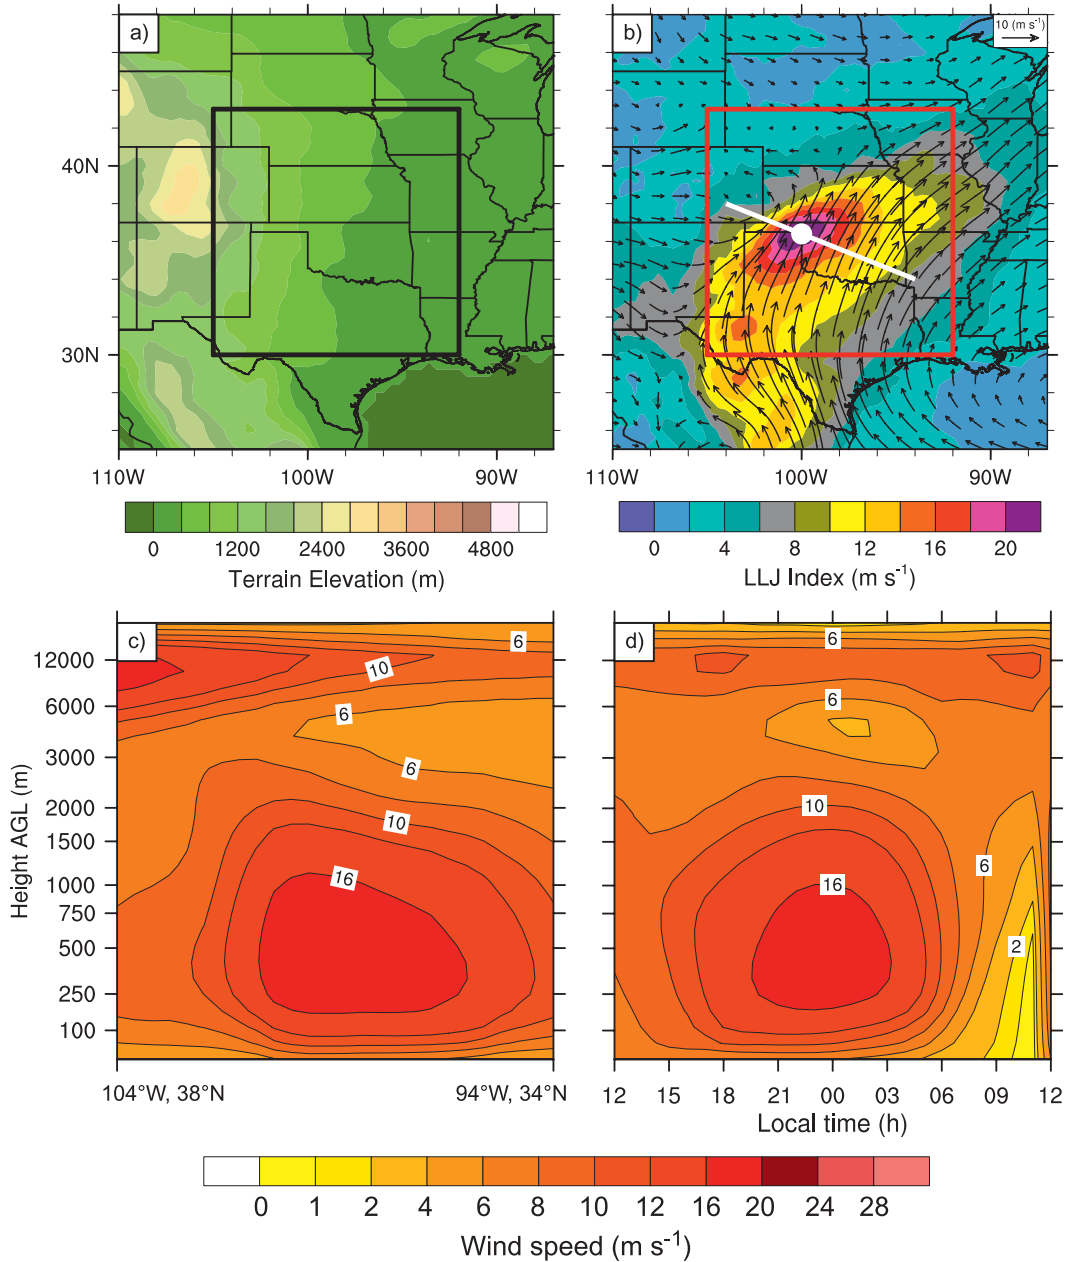 a)
b)
10 (m s⁻¹)
40N
30N
110W
100W
90W
110W
100W
90W
0
1200
2400
3600
4800
Terrain Elevation (m)
0
4
8
12
16
20
LLJ Index (m s⁻¹)
c)
6
10
6
6
10
16
12000
6000
3000
2000
1500
1000
750
500
250
100
Height AGL (m)
104°W, 38°N
94°W, 34°N
d)
6
6
10
16
6
2
12
15
18
21
00
03
06
09
12
Local time (h)
0
1
2
4
6
8
10
12
16
20
24
28
Wind speed (m s⁻¹)